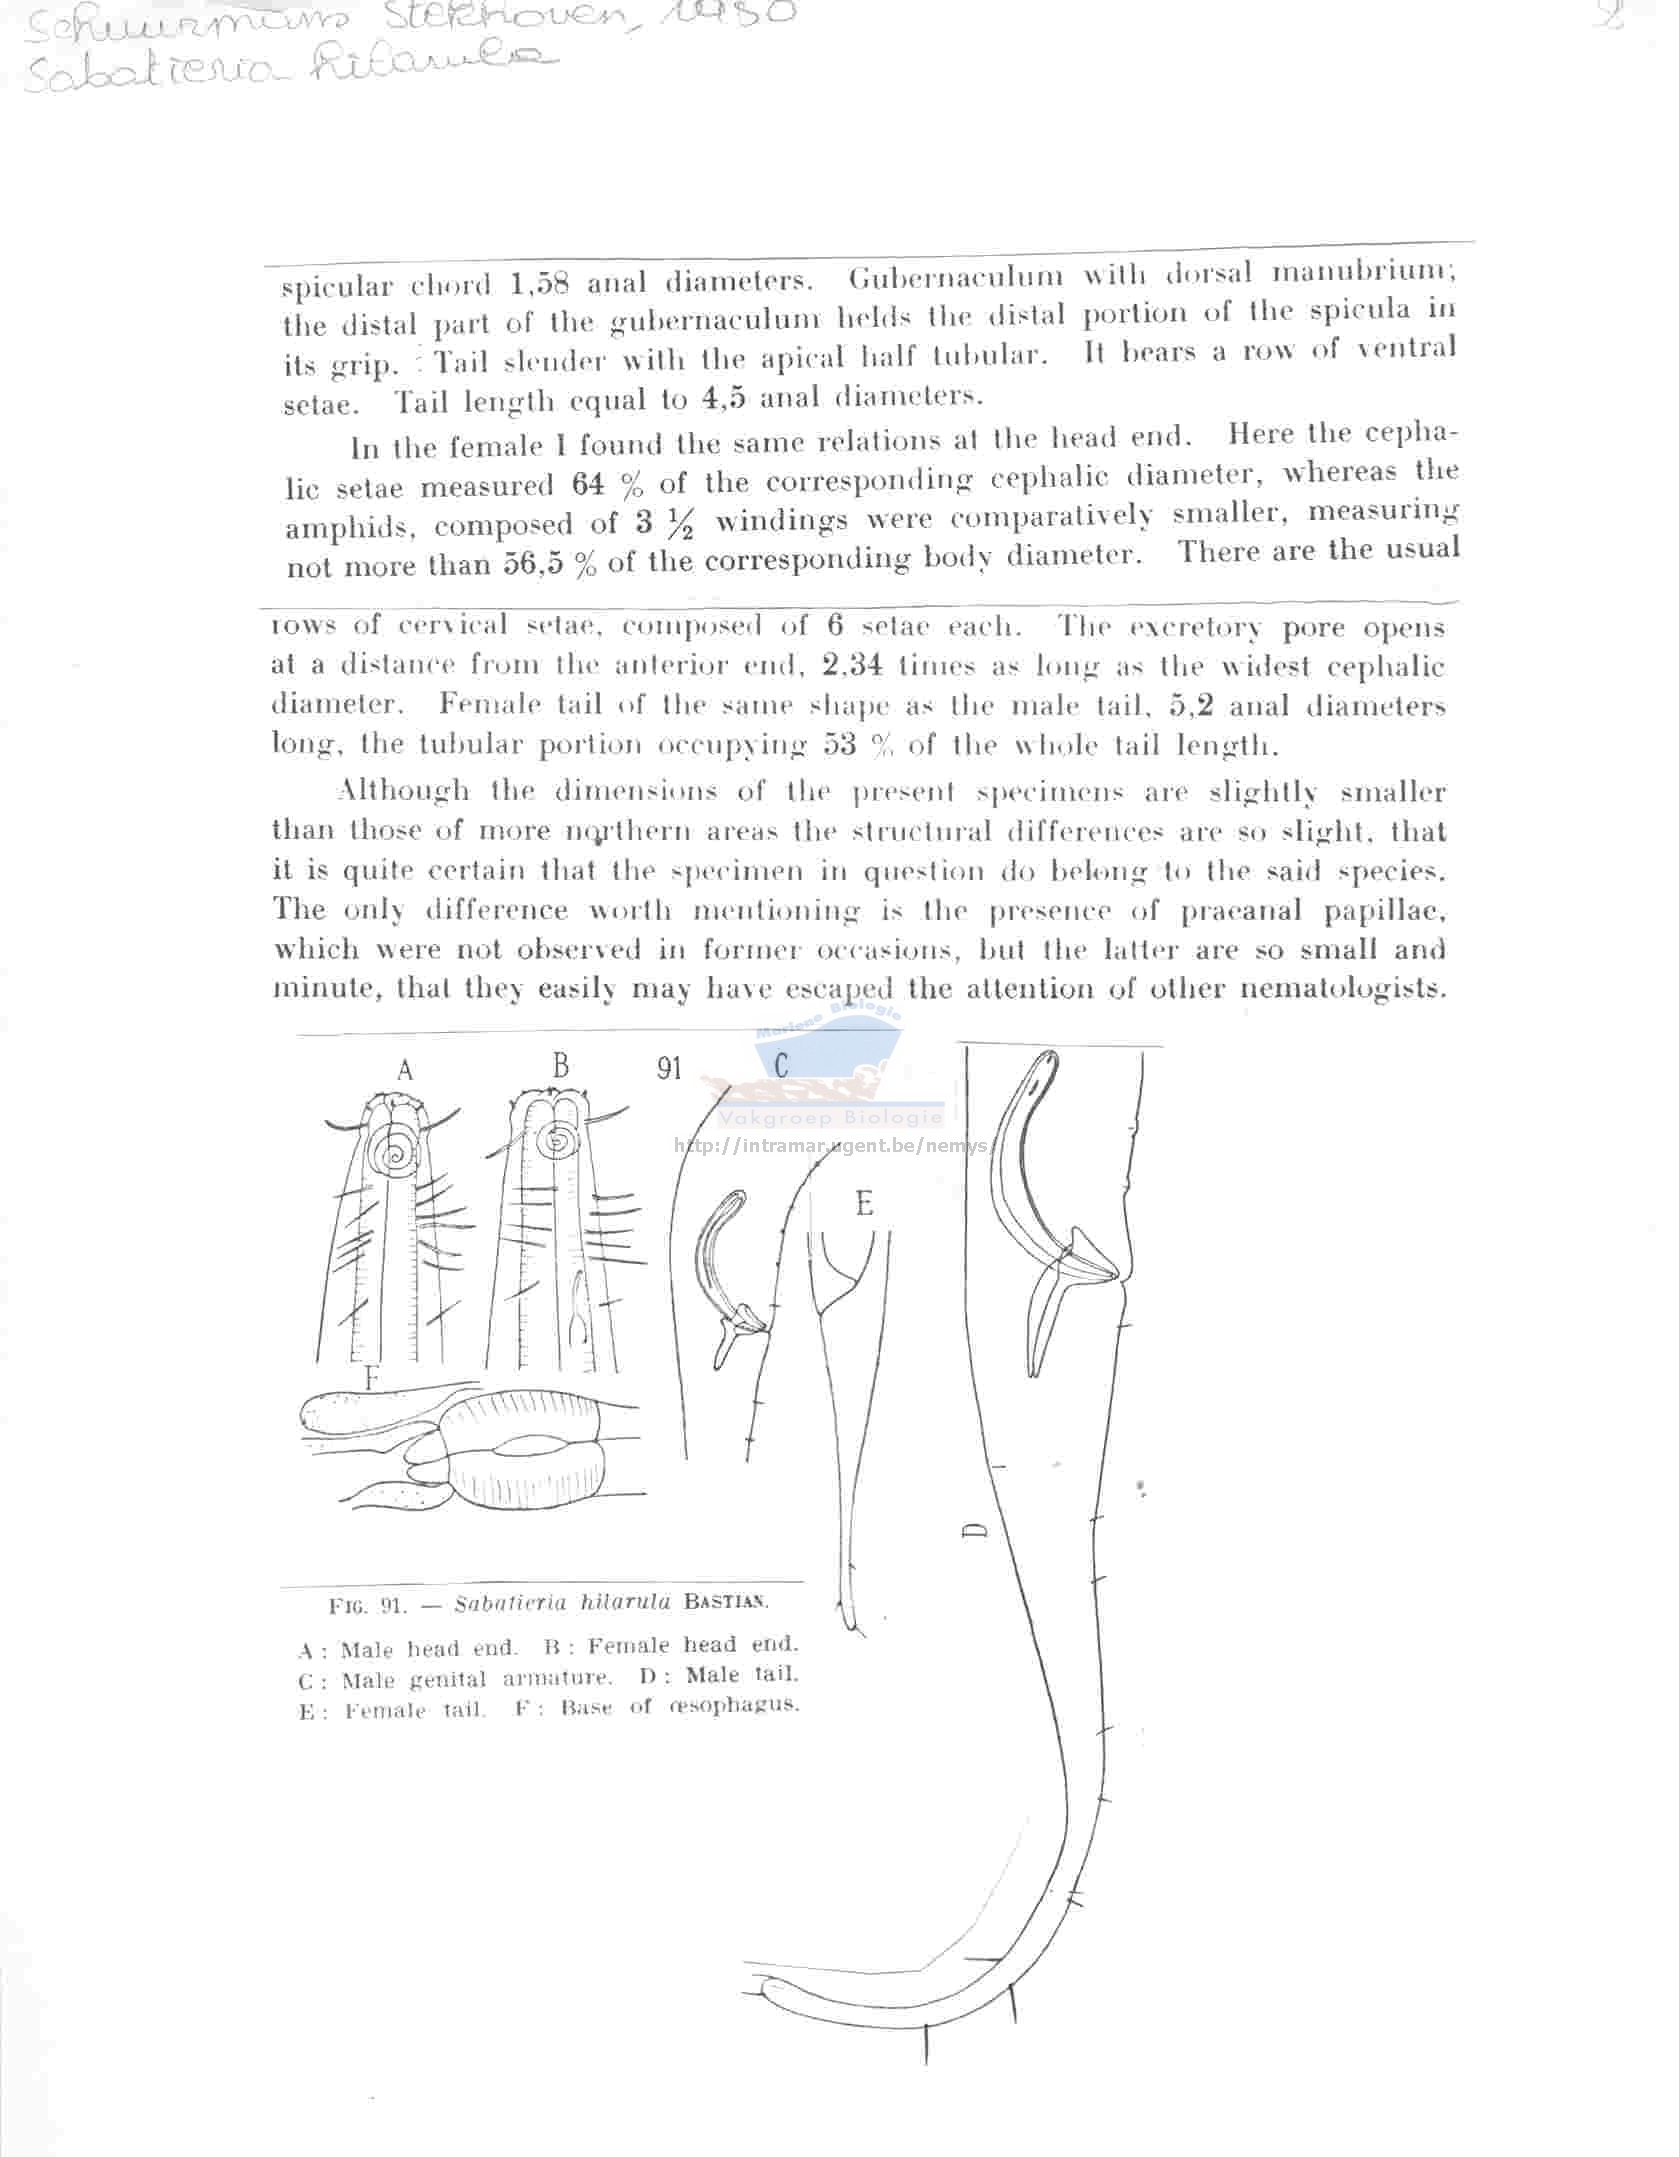 Schuurmans Stekhoven, 1950
Sabatieria hilarula
8
spicular chord 1,58 anal diameters. Gubernaculum with dorsal manubrium;
the distal part of the gubernaculum helds the distal portion of the spicula in
its grip. Tail slender with the apical half tubular. It bears a row of ventral
setae. Tail length equal to 4,5 anal diameters.
In the female I found the same relations at the head end. Here the cepha-
lic setae measured 64 % of the corresponding cephalic diameter, whereas the
amphids, composed of 3 ½ windings were comparatively smaller, measuring
not more than 56,5 % of the corresponding body diameter. There are the usual
rows of cervical setae, composed of 6 setae each. The excretory pore opens
at a distance from the anterior end, 2,34 times as long as the widest cephalic
diameter. Female tail of the same shape as the male tail, 5,2 anal diameters
long, the tubular portion occupying 53 % of the whole tail length.
Although the dimensions of the present specimens are slightly smaller
than those of more northern areas the structural differences are so slight, that
it is quite certain that the specimen in question do belong to the said species.
The only difference worth mentioning is the presence of praeanal papillae,
which were not observed in former occasions, but the latter are so small and
minute, that they easily may have escaped the attention of other nematologists.
Mariene Biologie
A B 91 C
Vakgroep Biologie
http://intramar.ugent.be/nemys/
E
F
D
FIG. 91. — Sabatieria hilarula BASTIAN.
A : Male head end. B : Female head end.
C : Male genital armature. D : Male tail.
E : Female tail. F : Base of œsophagus.